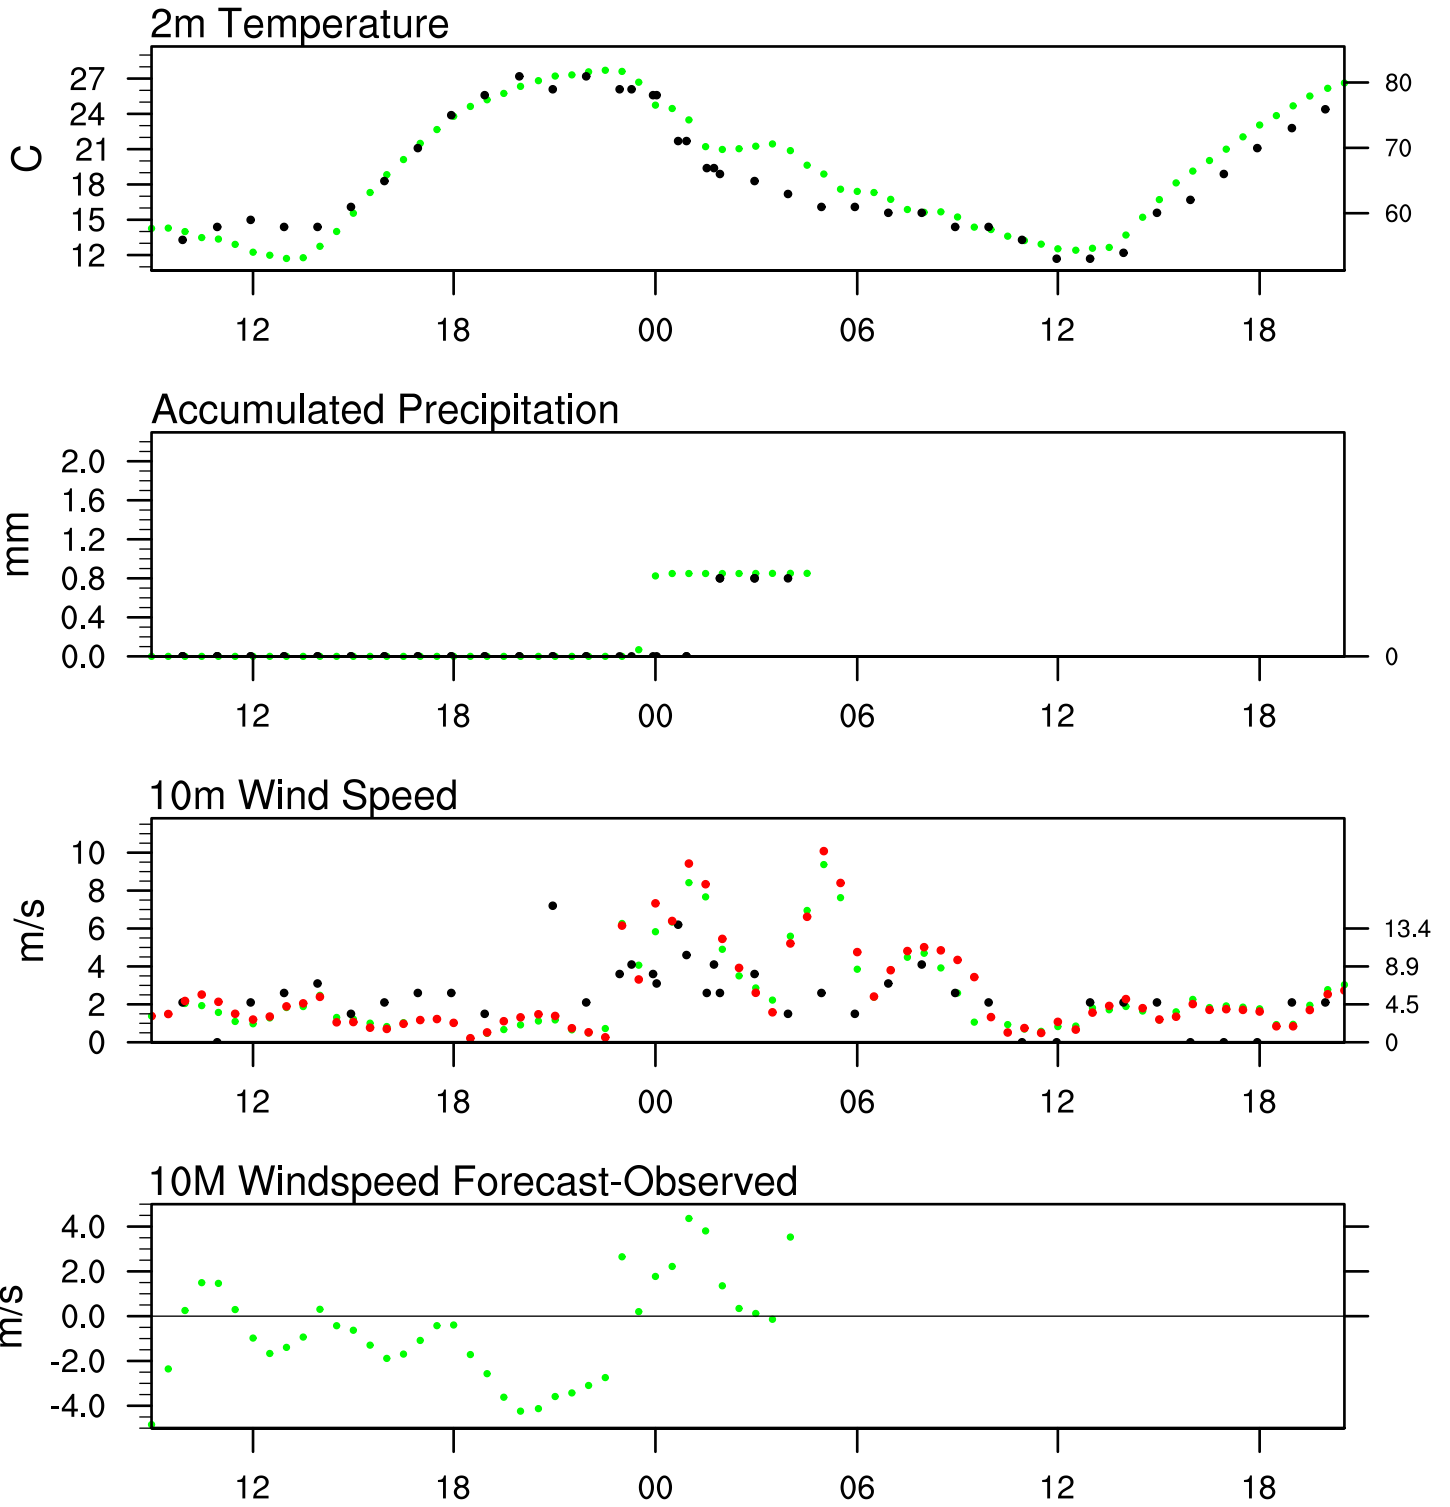 2m Temperature
27
24
21
18
15
12
C
80
70
60
12 18 00 06 12 18
Accumulated Precipitation
2.0
1.6
1.2
0.8
0.4
0.0
mm
0
12 18 00 06 12 18
10m Wind Speed
10
8
6
4
2
0
m/s
13.4
8.9
4.5
0
12 18 00 06 12 18
10M Windspeed Forecast-Observed
4.0
2.0
0.0
-2.0
-4.0
m/s
12 18 00 06 12 18